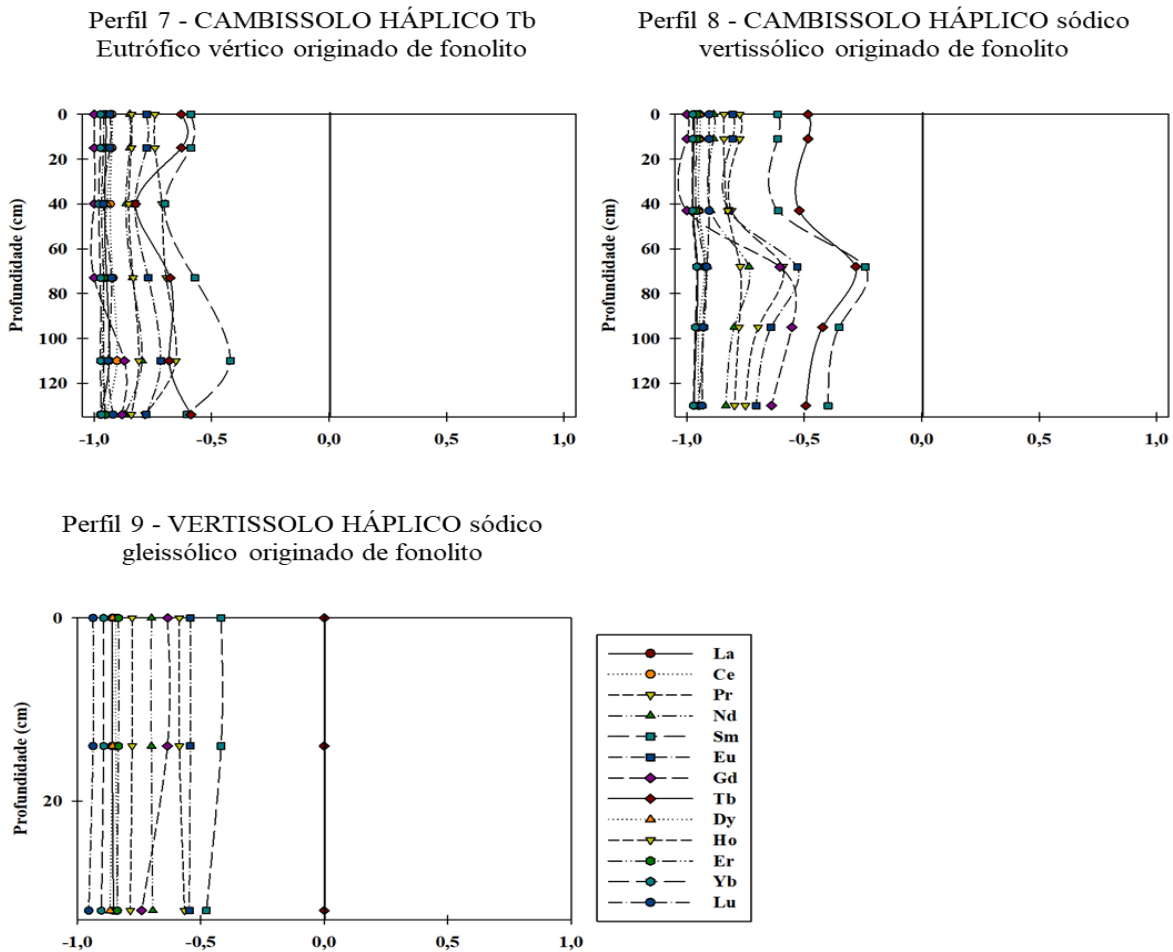 Perfil 7 - CAMBISSOLO HÁPLICO Tb
Eutrófico vértico originado de fonolito
Perfil 8 - CAMBISSOLO HÁPLICO sódico
vertissólico originado de fonolito
Profundidade (cm)
0
20
40
60
80
100
120
-1,0 -0,5 0,0 0,5 1,0
Profundidade (cm)
0
20
40
60
80
100
120
-1,0 -0,5 0,0 0,5 1,0
Perfil 9 - VERTISSOLO HÁPLICO sódico
gleissólico originado de fonolito
Profundidade (cm)
0
20
-1,0 -0,5 0,0 0,5 1,0
La
Ce
Pr
Nd
Sm
Eu
Gd
Tb
Dy
Ho
Er
Yb
Lu